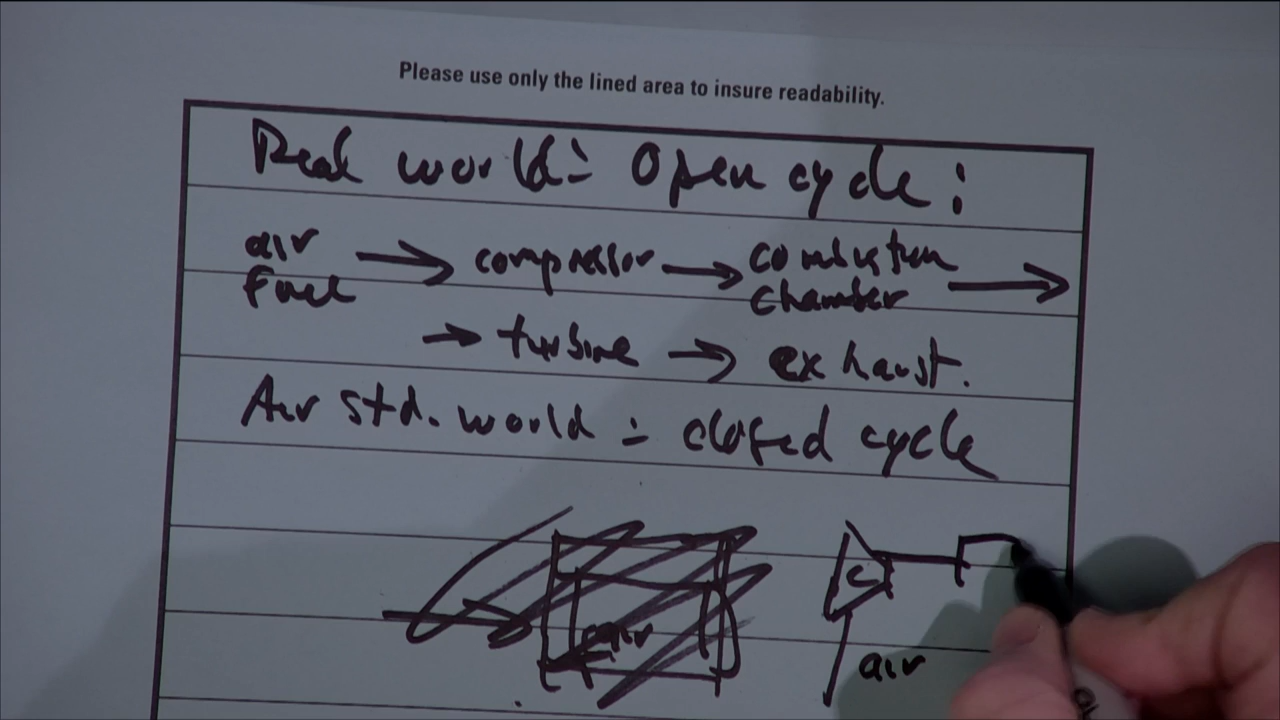 Please use only the lined area to insure readability.
Real world = Open cycle :
air → compressor → combustion →
fuel chamber
→ turbine → exhaust.
Air std. world = closed cycle
air
C
air